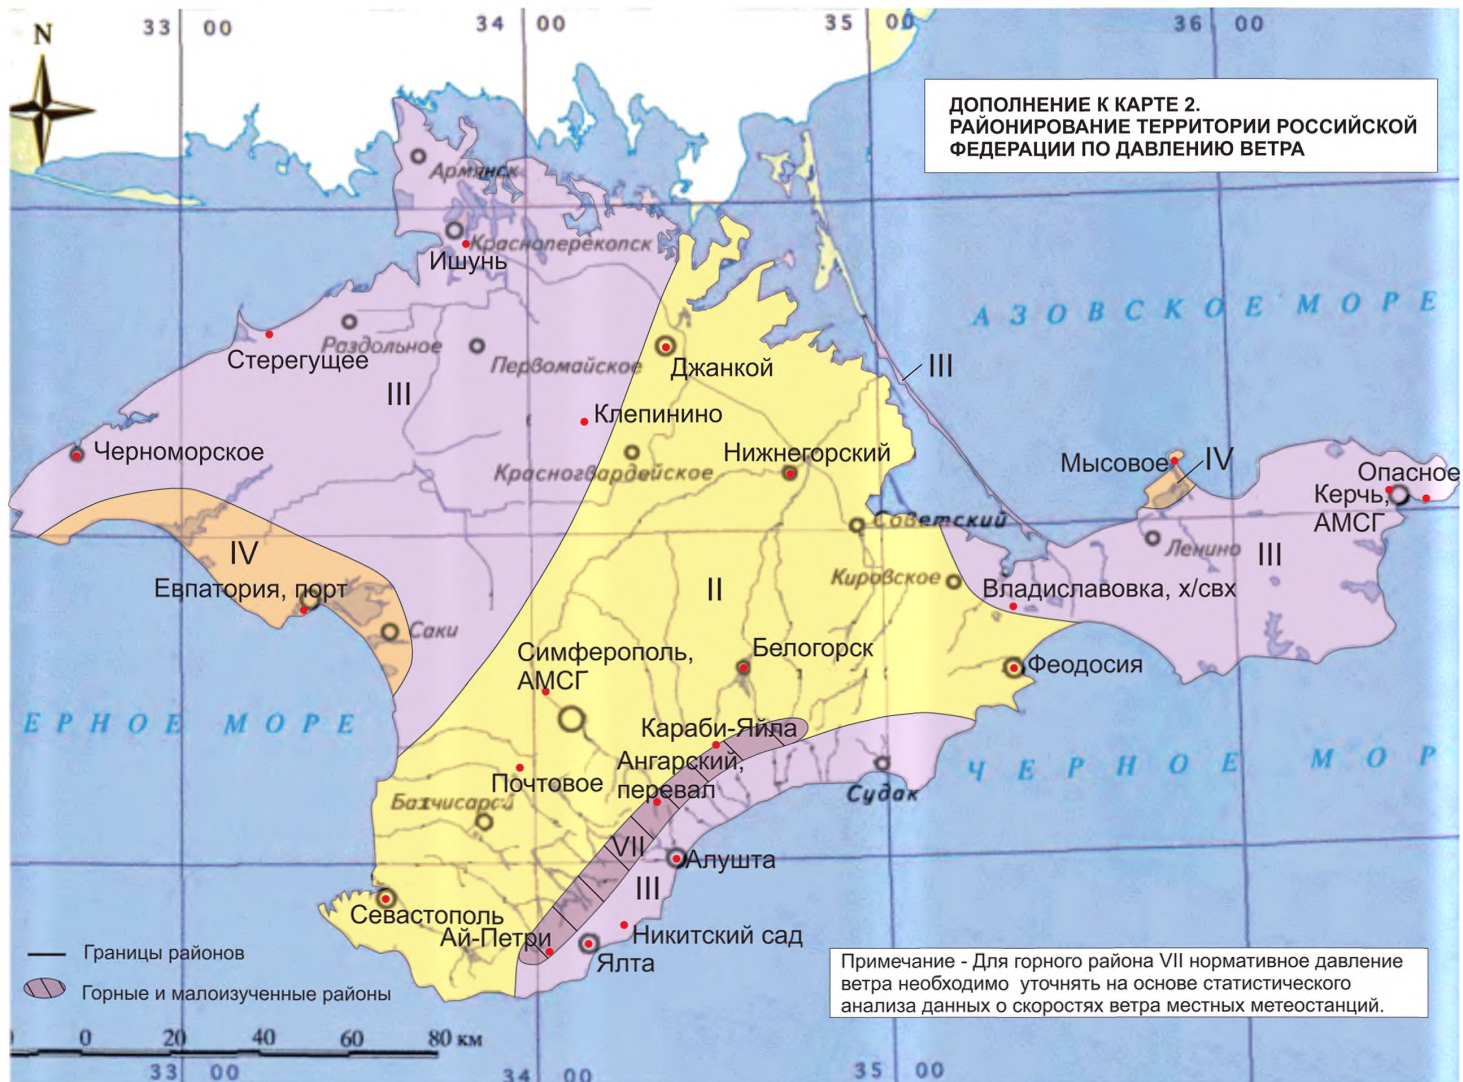 33 00
34 00
35 00
36 00
N
ДОПОЛНЕНИЕ К КАРТЕ 2.
РАЙОНИРОВАНИЕ ТЕРРИТОРИИ РОССИЙСКОЙ
ФЕДЕРАЦИИ ПО ДАВЛЕНИЮ ВЕТРА
Армянск
Красноперекопск
Ишунь
АЗОВСКОЕ МОРЕ
Стерегущее
Раздольное
Первомайское
Джанкой
III
III
Клепинино
Черноморское
Красногвардейское
Нижнегорский
Мысовое
IV
Опасное
Керчь,
АМСГ
Советский
Ленино
III
IV
Евпатория, порт
II
Кировское
Владиславовка, х/свх
Саки
Симферополь,
АМСГ
Белогорск
Феодосия
ЕРНОЕ МОРЕ
Караби-Яйла
Ангарский,
перевал
Почтовое
ЧЕРНОЕ МОР
Судак
Бахчисарай
VII
Алушта
III
Севастополь
Ай-Петри
Никитский сад
Ялта
Границы районов
Горные и малоизученные районы
Примечание - Для горного района VII нормативное давление
ветра необходимо уточнять на основе статистического
анализа данных о скоростях ветра местных метеостанций.
0 20 40 60 80 км
33 00
34 00
35 00